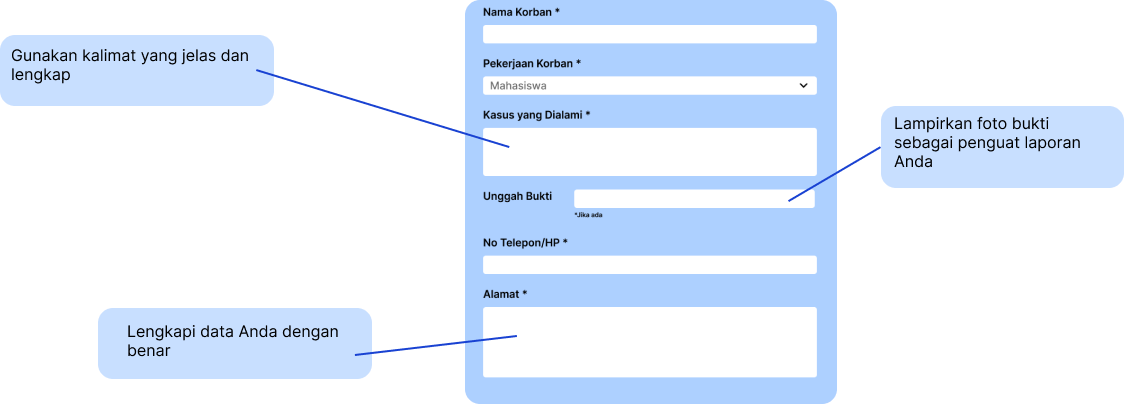 Nama Korban *
Gunakan kalimat yang jelas dan
lengkap
Pekerjaan Korban *
Mahasiswa
Kasus yang Dialami *
Lampirkan foto bukti
sebagai penguat laporan
Anda
Unggah Bukti
*Jika ada
No Telepon/HP *
Alamat *
Lengkapi data Anda dengan
benar